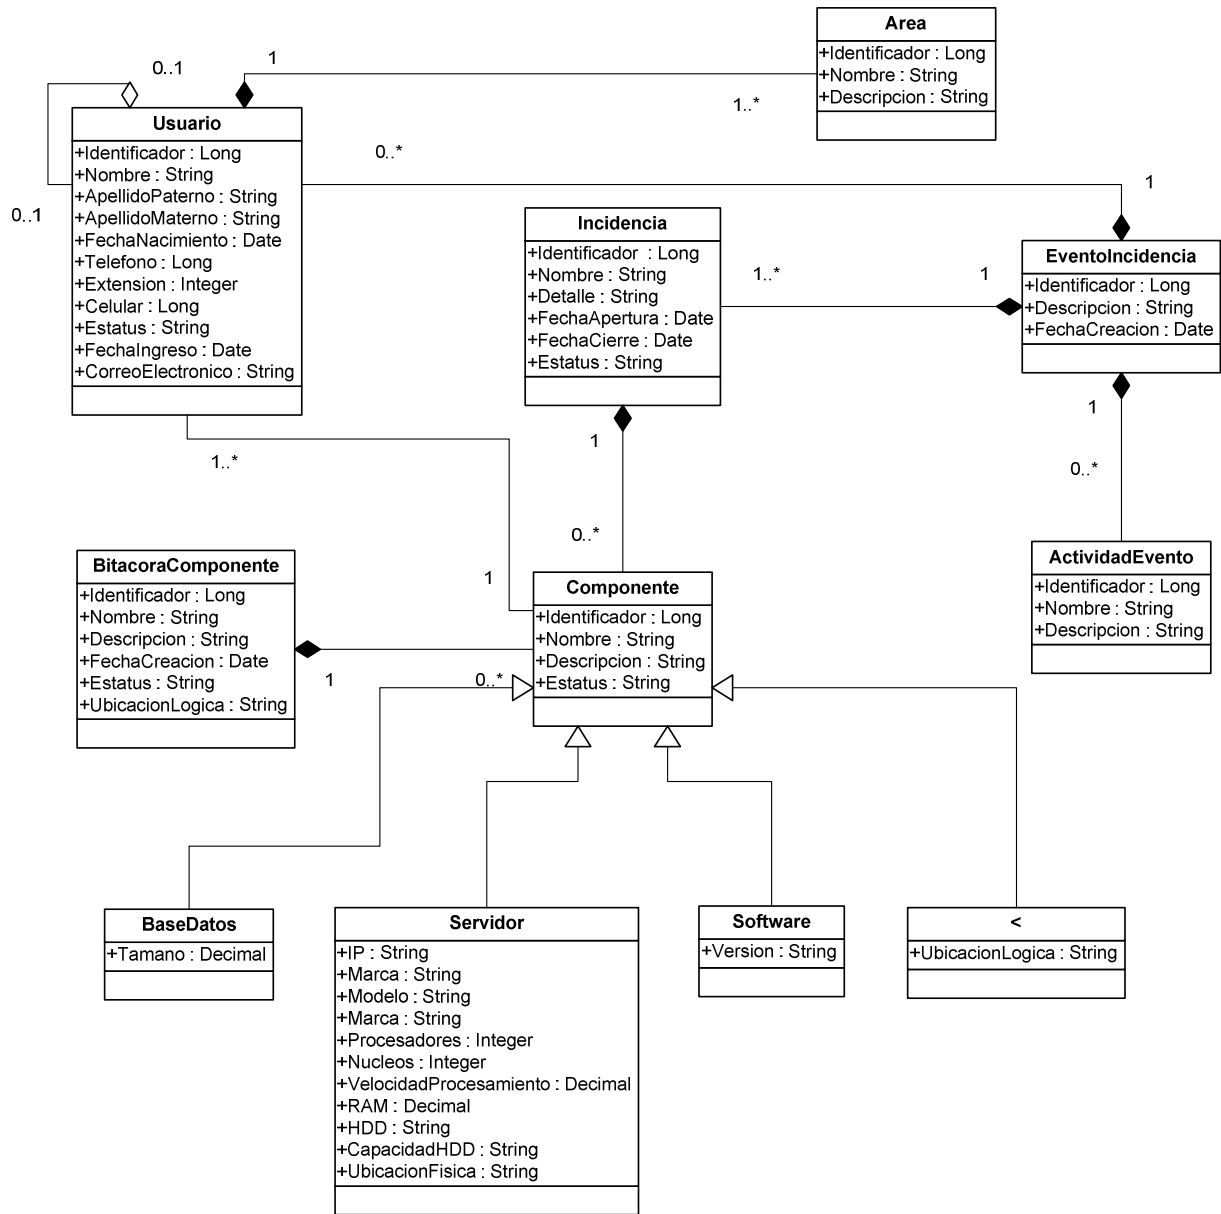 Area
+Identificador : Long
+Nombre : String
+Descripcion : String
0..1
1
1..*
Usuario
+Identificador : Long
+Nombre : String
+ApellidoPaterno : String
+ApellidoMaterno : String
+FechaNacimiento : Date
+Telefono : Long
+Extension : Integer
+Celular : Long
+Estatus : String
+FechaIngreso : Date
+CorreoElectronico : String
0..1
0..*
1
Incidencia
+Identificador : Long
+Nombre : String
+Detalle : String
+FechaApertura : Date
+FechaCierre : Date
+Estatus : String
1..*
1
EventoIncidencia
+Identificador : Long
+Descripcion : String
+FechaCreacion : Date
1..*
1
1
0..*
0..*
ActividadEvento
+Identificador : Long
+Nombre : String
+Descripcion : String
BitacoraComponente
+Identificador : Long
+Nombre : String
+Descripcion : String
+FechaCreacion : Date
+Estatus : String
+UbicacionLogica : String
1
1
0..*
Componente
+Identificador : Long
+Nombre : String
+Descripcion : String
+Estatus : String
BaseDatos
+Tamano : Decimal
Servidor
+IP : String
+Marca : String
+Modelo : String
+Marca : String
+Procesadores : Integer
+Nucleos : Integer
+VelocidadProcesamiento : Decimal
+RAM : Decimal
+HDD : String
+CapacidadHDD : String
+UbicacionFisica : String
Software
+Version : String
<
+UbicacionLogica : String